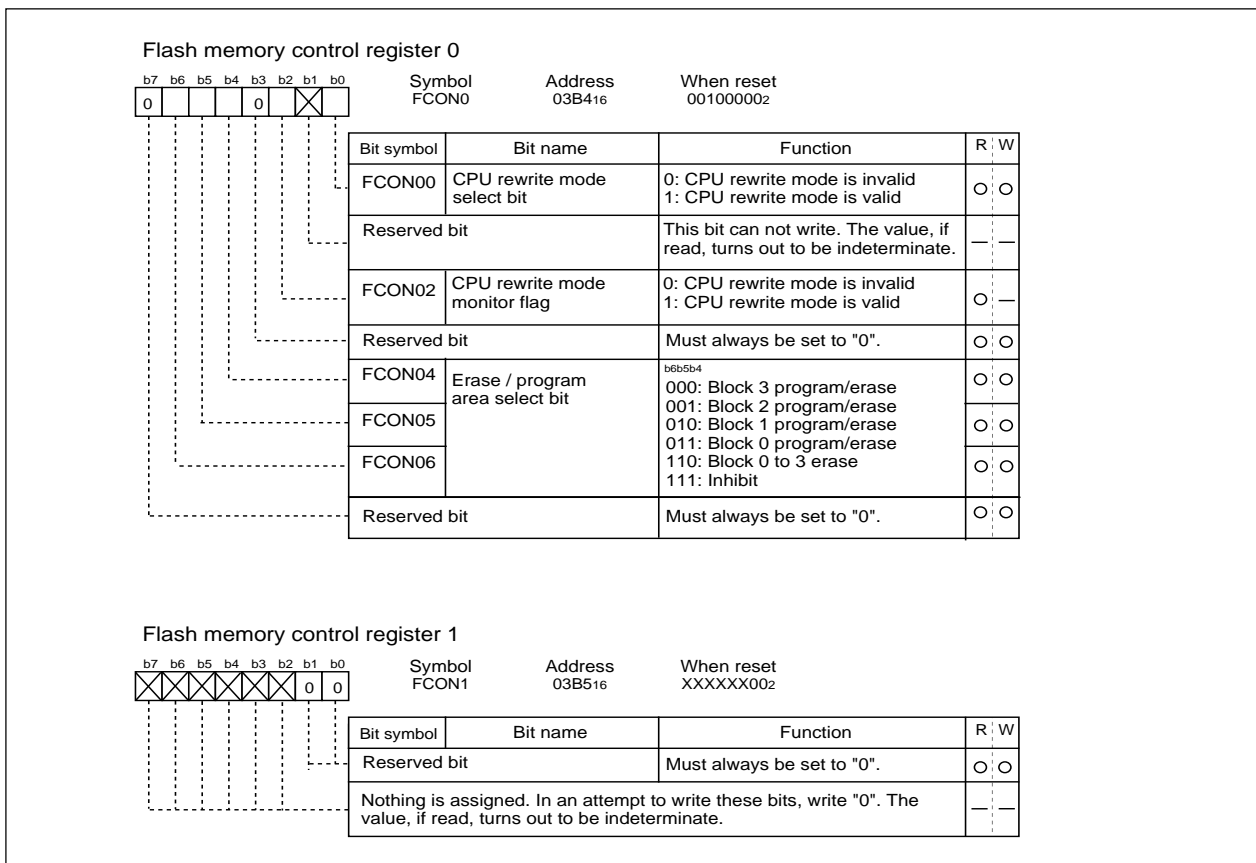 Flash memory control register 0
b7 b6 b5 b4 b3 b2 b1 b0
Symbol Address When reset
FCON0 03B416 001000002
0 0
Bit symbol Bit name Function R W
FCON00 CPU rewrite mode select bit 0: CPU rewrite mode is invalid
1: CPU rewrite mode is valid
Reserved bit This bit can not write. The value, if
read, turns out to be indeterminate. — —
FCON02 CPU rewrite mode monitor flag 0: CPU rewrite mode is invalid
1: CPU rewrite mode is valid —
Reserved bit Must always be set to "0".
FCON04 Erase / program area select bit b6b5b4
000: Block 3 program/erase
001: Block 2 program/erase
FCON05 010: Block 1 program/erase
011: Block 0 program/erase
FCON06 110: Block 0 to 3 erase
111: Inhibit
Reserved bit Must always be set to "0".
Flash memory control register 1
b7 b6 b5 b4 b3 b2 b1 b0
Symbol Address When reset
FCON1 03B516 XXXXXX002
0 0
Bit symbol Bit name Function R W
Reserved bit Must always be set to "0".
Nothing is assigned. In an attempt to write these bits, write "0". The
value, if read, turns out to be indeterminate. — —